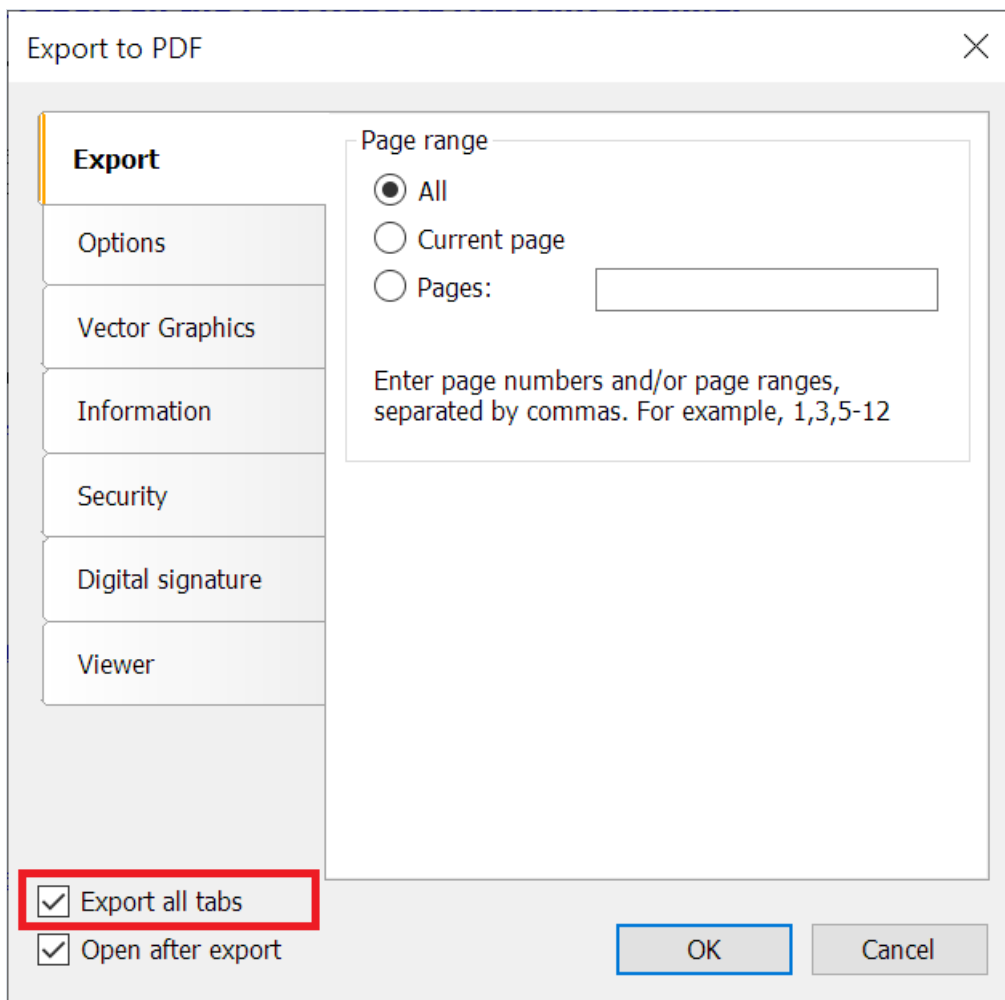 Export to PDF
Export
Options
Vector Graphics
Information
Security
Digital signature
Viewer
Page range
All
Current page
Pages:
Enter page numbers and/or page ranges,
separated by commas. For example, 1,3,5-12
Export all tabs
Open after export
OK
Cancel